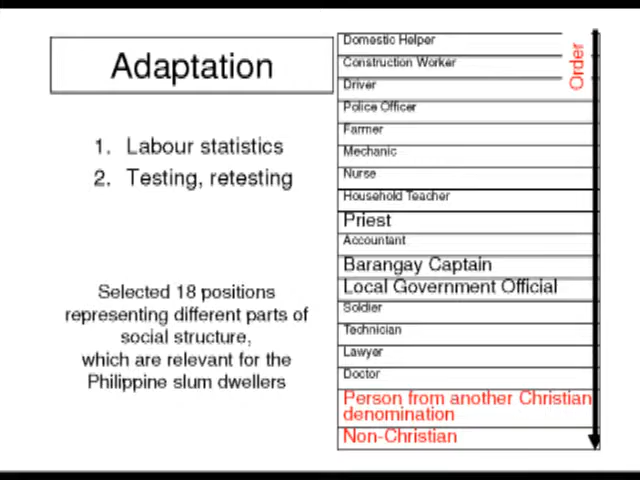 Adaptation
1. Labour statistics
2. Testing, retesting
Selected 18 positions
representing different parts of
social structure,
which are relevant for the
Philippine slum dwellers
Domestic Helper
Construction Worker
Driver
Police Officer
Farmer
Mechanic
Nurse
Household Teacher
Priest
Accountant
Barangay Captain
Local Government Official
Soldier
Technician
Lawyer
Doctor
Person from another Christian
denomination
Non-Christian
Order